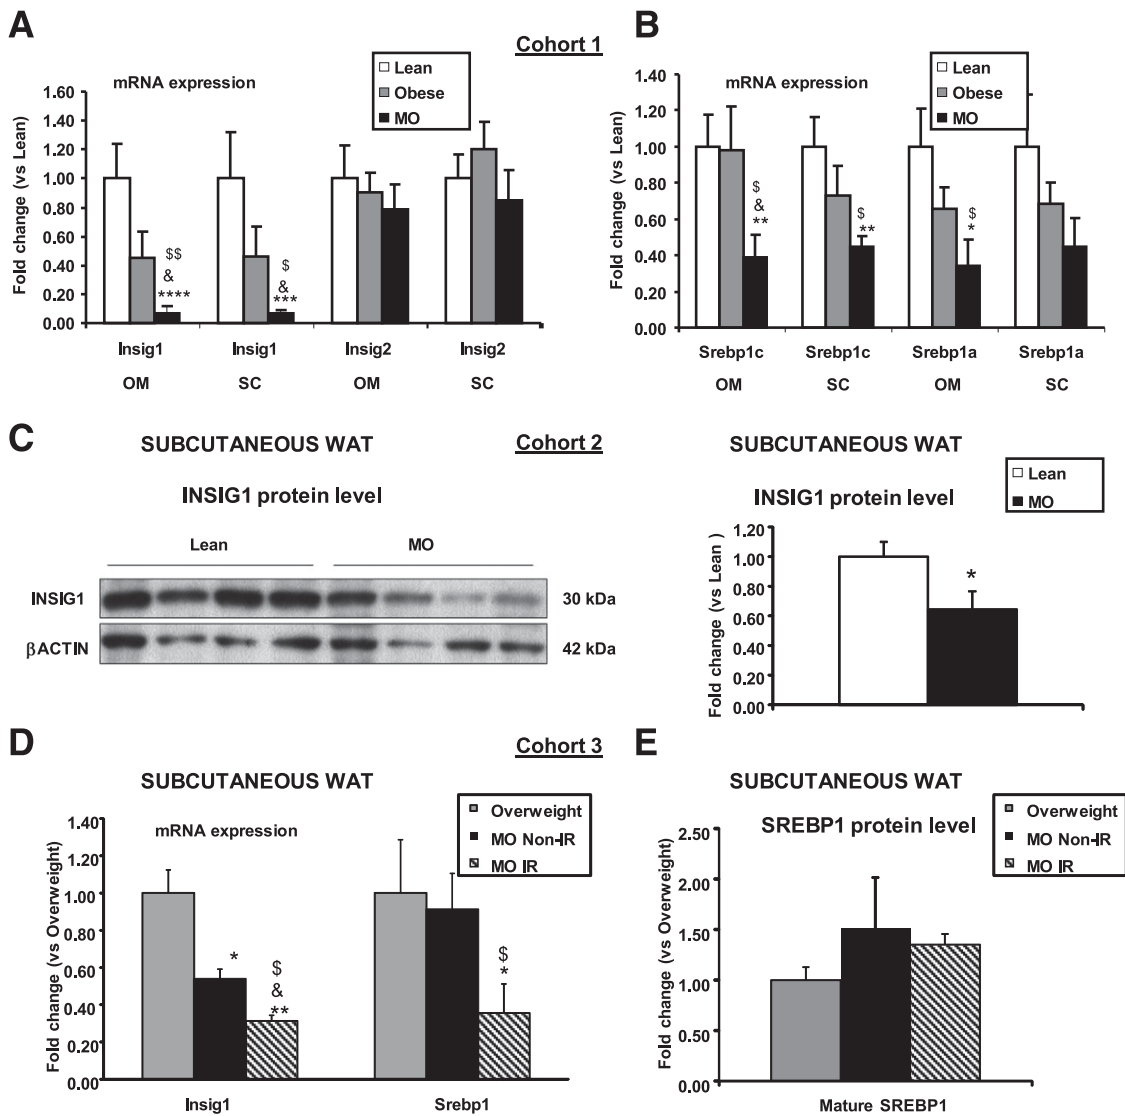 A
Cohort 1
B
Lean
Obese
MO
mRNA expression
1.60
1.40
1.20
1.00
0.80
0.60
0.40
0.20
0.00
Fold change (vs Lean)
$$
&
****
$
&
***
Insig1
Insig1
Insig2
Insig2
OM
SC
OM
SC
Lean
Obese
MO
mRNA expression
1.40
1.20
1.00
0.80
0.60
0.40
0.20
0.00
Fold change (vs Lean)
$
&
**
$
**
$
*
Srebp1c
Srebp1c
Srebp1a
Srebp1a
OM
SC
OM
SC
C
SUBCUTANEOUS WAT
Cohort 2
INSIG1 protein level
Lean
MO
INSIG1
30 kDa
βACTIN
42 kDa
SUBCUTANEOUS WAT
Lean
MO
INSIG1 protein level
1.20
1.00
0.80
0.60
0.40
0.20
0.00
Fold change (vs Lean )
*
D
Cohort 3
SUBCUTANEOUS WAT
Overweight
MO Non-IR
MO IR
mRNA expression
1.40
1.20
1.00
0.80
0.60
0.40
0.20
0.00
Fold change (vs Overweight)
*
$
&
**
$
*
Insig1
Srebp1
E
SUBCUTANEOUS WAT
Overweight
MO Non-IR
MO IR
SREBP1 protein level
2.50
2.00
1.50
1.00
0.50
0.00
Fold change (vs Overweight)
Mature SREBP1